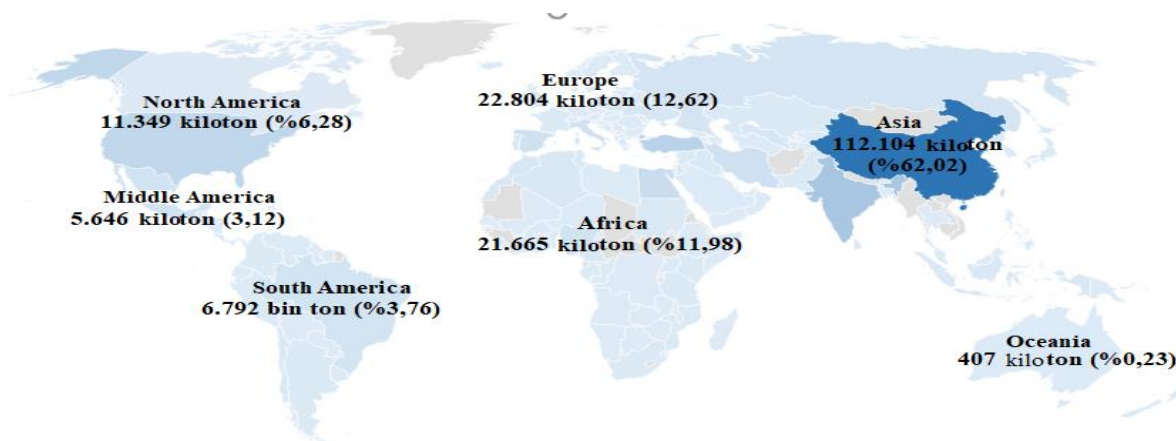 North America
11.349 kiloton (%6,28)
Europe
22.804 kiloton (12,62)
Asia
112.104 kiloton
(%62,02)
Middle America
5.646 kiloton (3,12)
Africa
21.665 kiloton (%11,98)
South America
6.792 bin ton (%3,76)
Oceania
407 kiloton (%0,23)